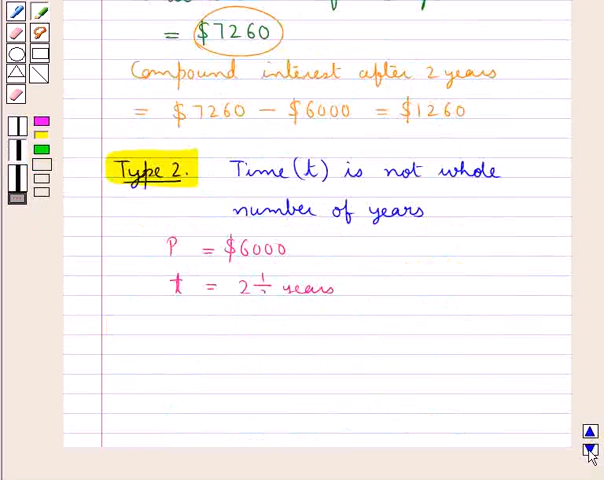 = $7260
Compound interest after 2 years
= $7260 - $6000 = $1260
Type 2. Time (t) is not whole
number of years
P = $6000
t = 2 years